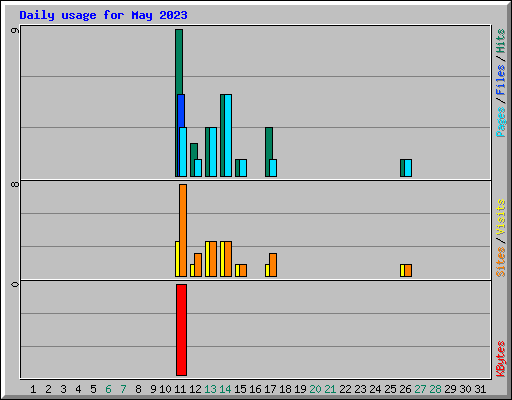 Daily usage for May 2023
9
8
0
Pages/Files/Hits
Sites/Visits
KBytes
1 2 3 4 5 6 7 8 9 10 11 12 13 14 15 16 17 18 19 20 21 22 23 24 25 26 27 28 29 30 31